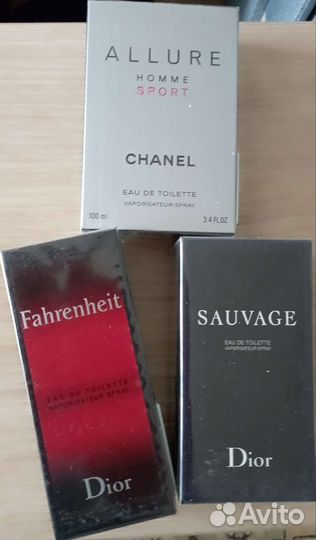 ALLURE
HOMME
SPORT
CHANEL
EAU DE TOILETTE
VAPORISATEUR SPRAY
100 ml 3.4 FL.OZ.
Fahrenheit
EAU DE TOILETTE
VAPORISATEUR SPRAY
Dior
SAUVAGE
EAU DE TOILETTE
VAPORISATEUR SPRAY
Dior
Avito